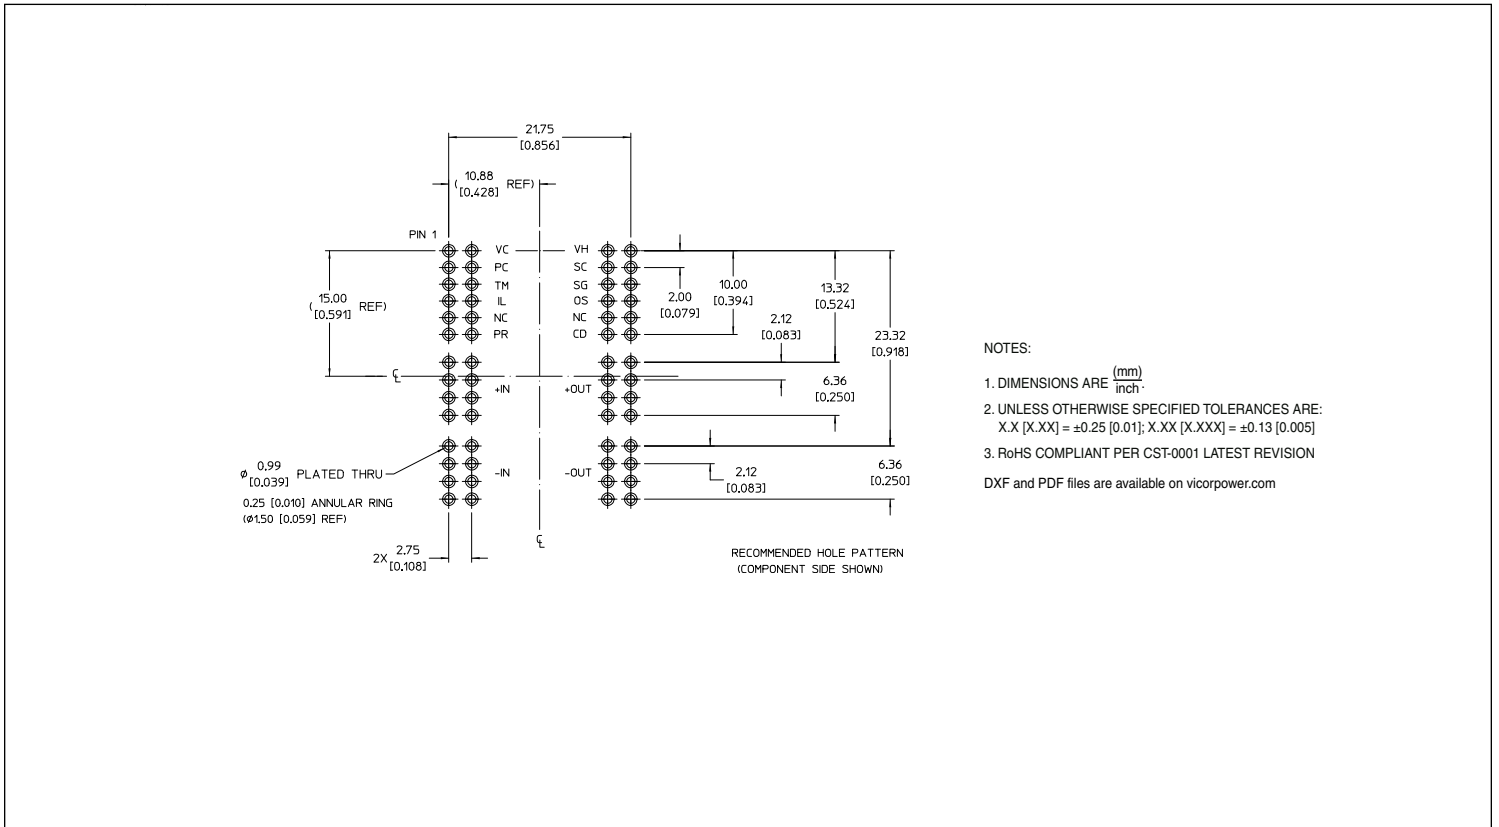 21.75
[0.856]
( 10.88 REF)
[0.428]
PIN 1
VC VH
PC SC
TM SG
IL OS
NC NC
PR CD
( 15.00 REF)
[0.591]
2.00
[0.079]
10.00
[0.394]
2.12
[0.083]
13.32
[0.524]
23.32
[0.918]
℄
+IN +OUT
6.36
[0.250]
-IN -OUT
2.12
[0.083]
6.36
[0.250]
ø 0.99 PLATED THRU
[0.039]
0.25 [0.010] ANNULAR RING
(ø1.50 [0.059] REF)
℄
2X 2.75
[0.108]
RECOMMENDED HOLE PATTERN
(COMPONENT SIDE SHOWN)
NOTES:
1. DIMENSIONS ARE (mm)
inch.
2. UNLESS OTHERWISE SPECIFIED TOLERANCES ARE:
X.X [X.XX] = ±0.25 [0.01]; X.XX [X.XXX] = ±0.13 [0.005]
3. RoHS COMPLIANT PER CST-0001 LATEST REVISION
DXF and PDF files are available on vicorpower.com